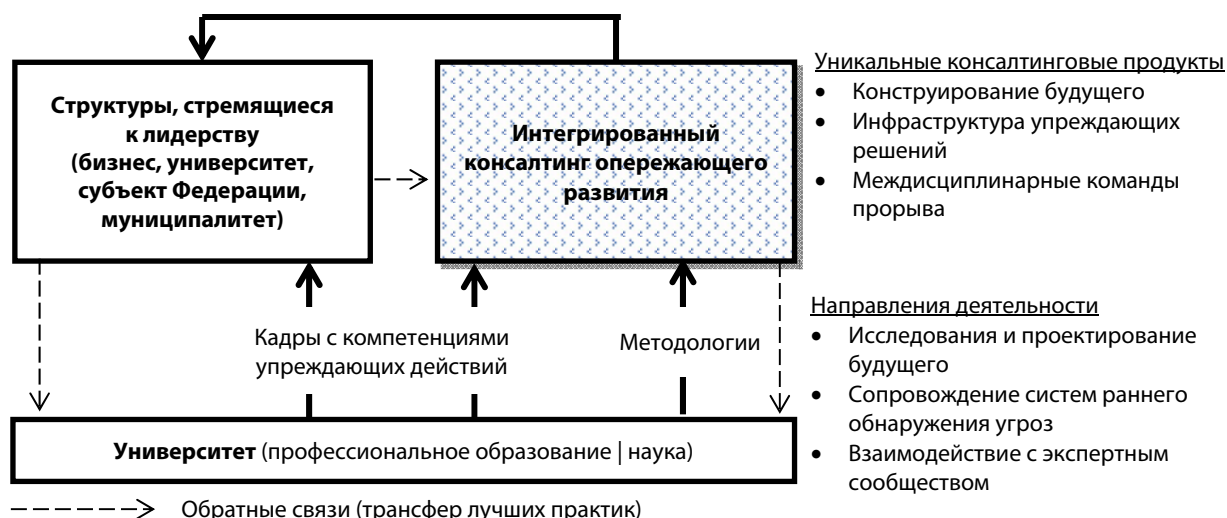 Структуры, стремящиеся
к лидерству
(бизнес, университет,
субъект Федерации,
муниципалитет)
Интегрированный
консалтинг опережающего
развития
Уникальные консалтинговые продукты
• Конструирование будущего
• Инфраструктура упреждающих
решений
• Междисциплинарные команды
прорыва
Кадры с компетенциями
упреждающих действий
Методологии
Направления деятельности
• Исследования и проектирование
будущего
• Сопровождение систем раннего
обнаружения угроз
• Взаимодействие с экспертным
сообществом
Университет (профессиональное образование | наука)
Обратные связи (трансфер лучших практик)